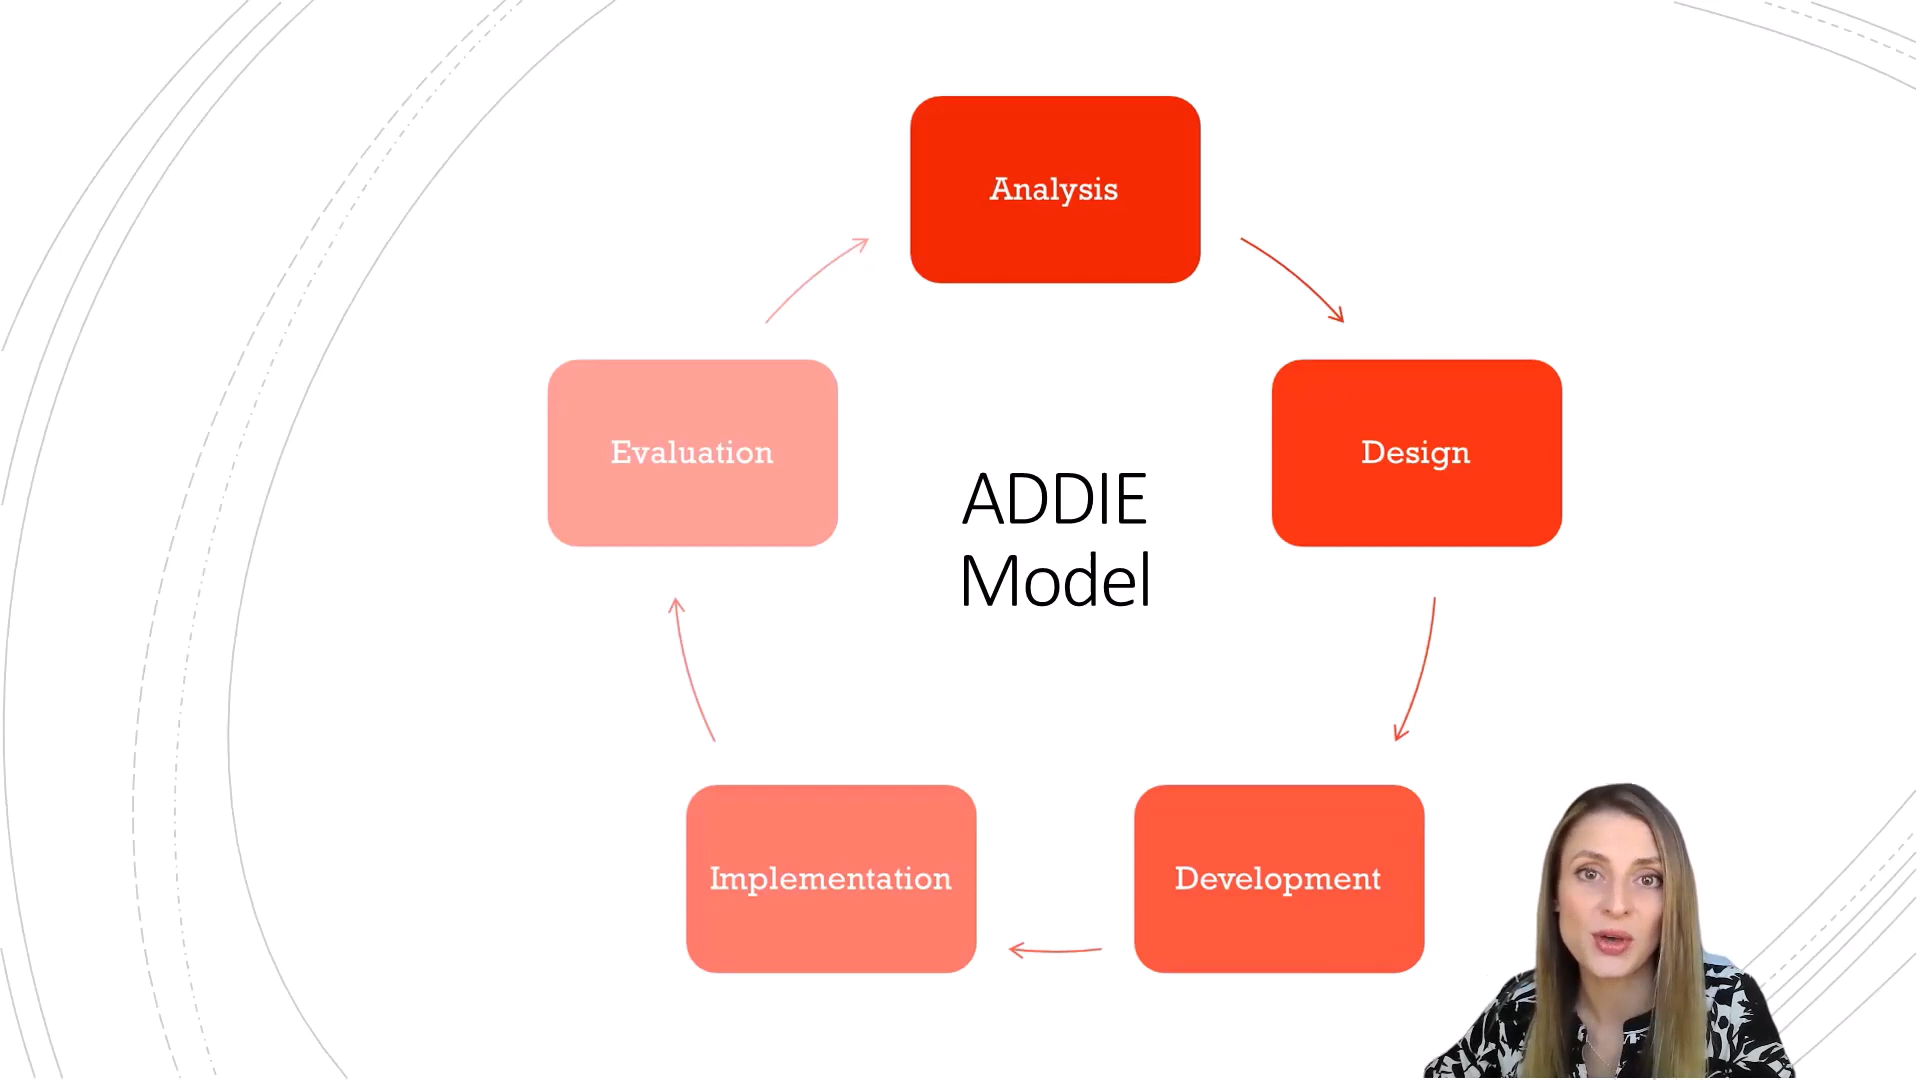 Analysis
Design
Development
Implementation
Evaluation
ADDIE
Model